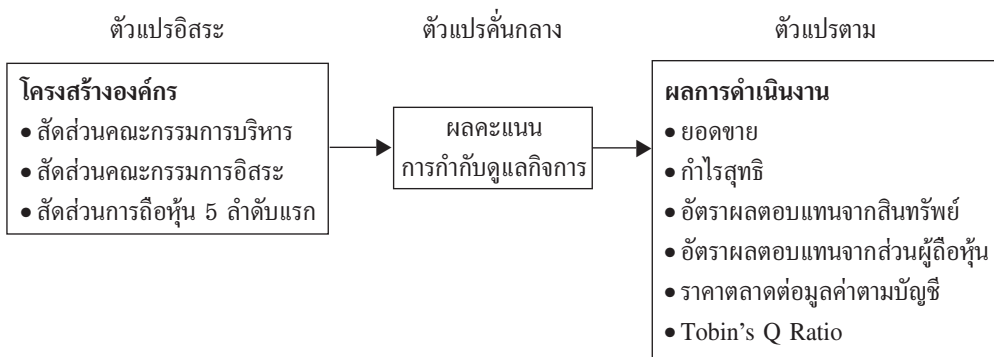 ตัวแปรอิสระ
ตัวแปรคั่นกลาง
ตัวแปรตาม
โครงสร้างองค์กร
• สัดส่วนคณะกรรมการบริหาร
• สัดส่วนคณะกรรมการอิสระ
• สัดส่วนการถือหุ้น 5 ลำดับแรก
ผลคะแนน
การกำกับดูแลกิจการ
ผลการดำเนินงาน
• ยอดขาย
• กำไรสุทธิ
• อัตราผลตอบแทนจากสินทรัพย์
• อัตราผลตอบแทนจากส่วนผู้ถือหุ้น
• ราคาตลาดต่อมูลค่าตามบัญชี
• Tobin's Q Ratio